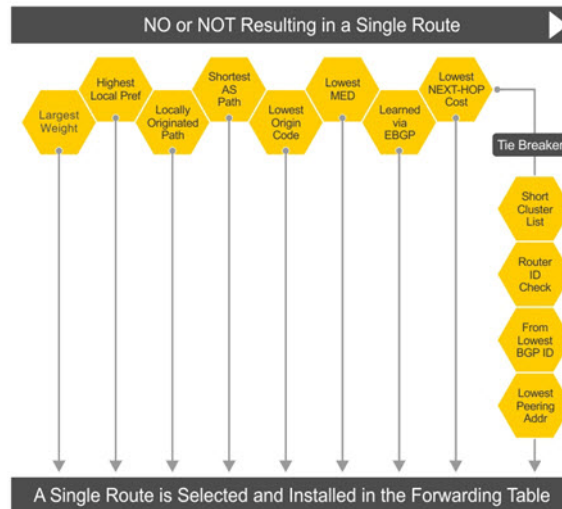 NO or NOT Resulting in a Single Route
Largest
Weight
Highest
Local Pref
Locally
Originated
Path
Shortest
AS
Path
Lowest
Origin
Code
Lowest
MED
Learned
via
EBGP
Lowest
NEXT-HOP
Cost
Tie Breaker
Short
Cluster
List
Router
ID
Check
From
Lowest
BGP ID
Lowest
Peering
Addr
A Single Route is Selected and Installed in the Forwarding Table